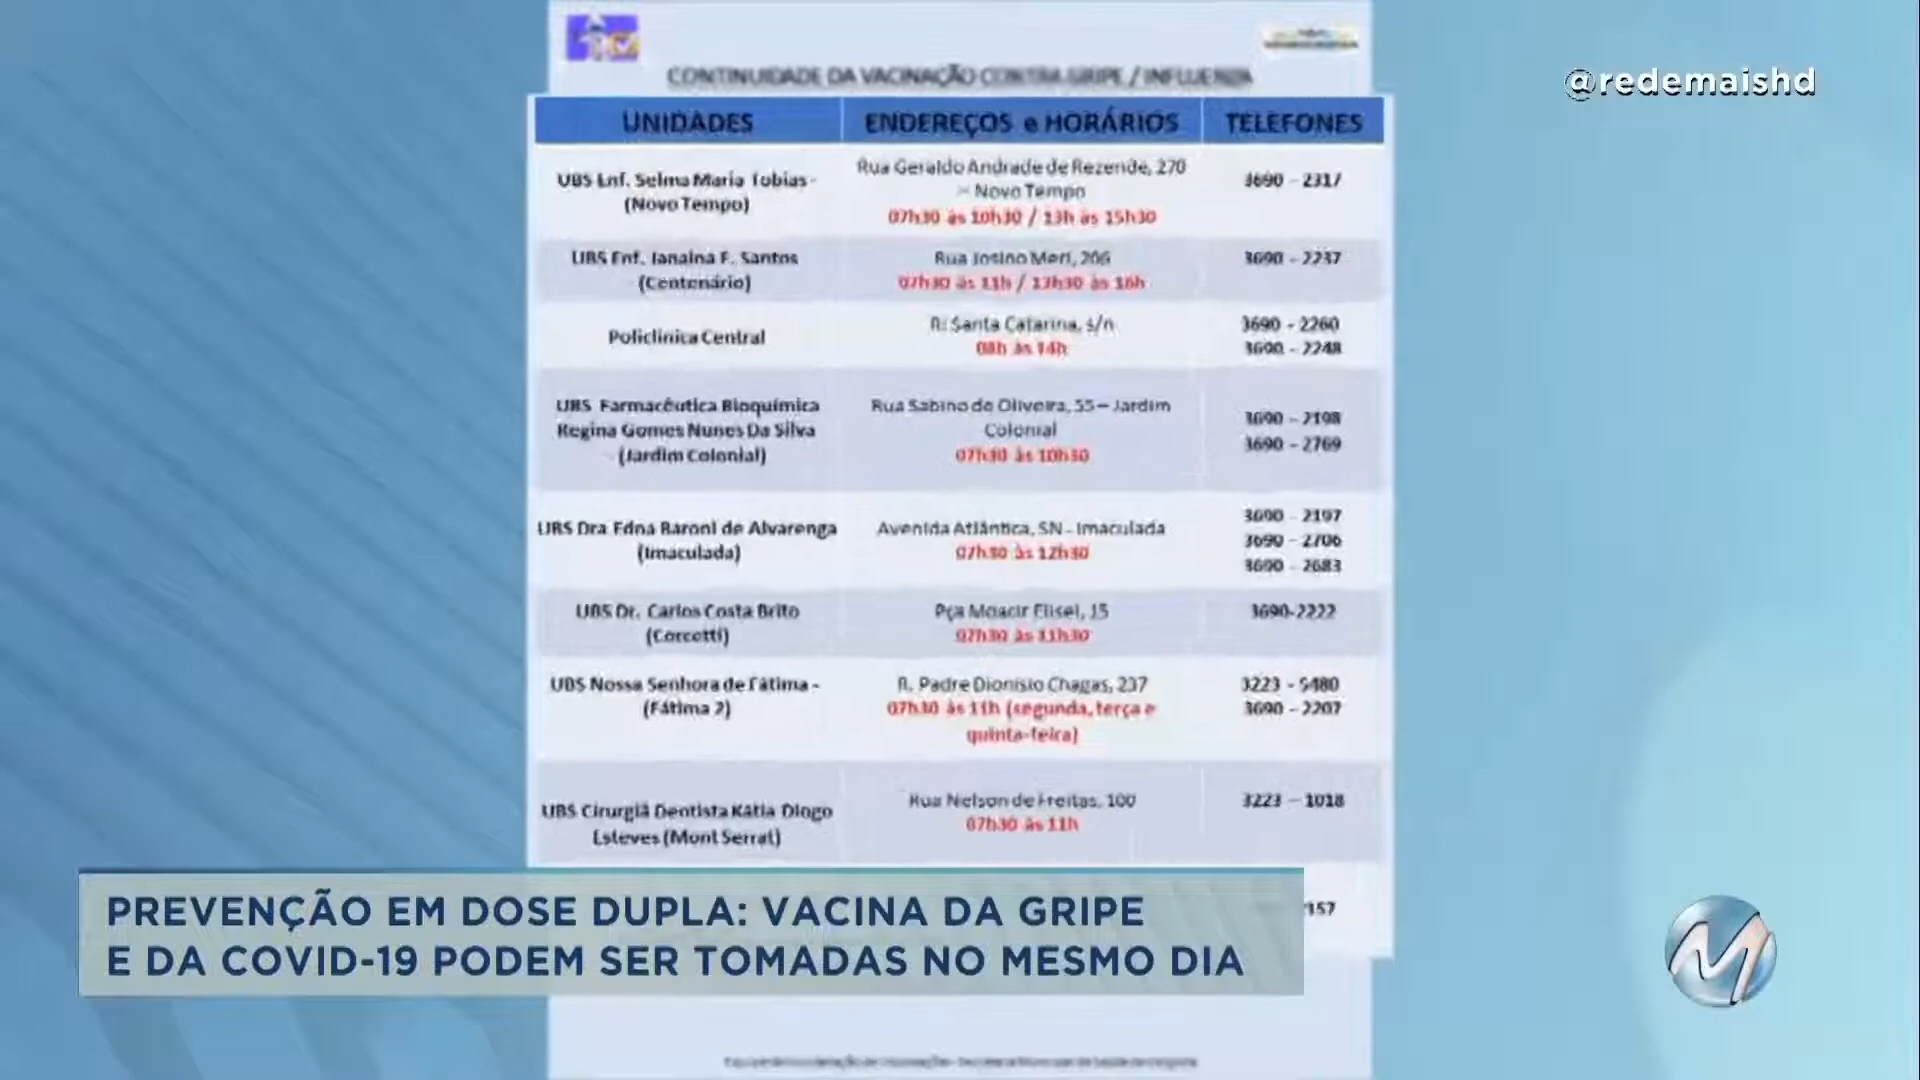 @redemaishd
CONTINUIDADE DA VACINAÇÃO CONTRA GRIPE / INFLUENZA
UNIDADES ENDEREÇOS e HORÁRIOS TELEFONES
UBS Enf. Selma Maria Tobias -
(Novo Tempo)
Rua Geraldo Andrade de Rezende, 270
– Novo Tempo
07h30 às 10h30 / 13h às 15h30
3690 - 2317
UBS Enf. Janaina F. Santos
(Centenário)
Rua Josino 206
07h30 às 11h / 13h30 às 16h
3690 - 2237
Policlínica Central
R. Santa Catarina, s/n
08h às 14h
3690 - 2260
3690 - 2248
UBS Farmacêutica Bioquímica
Regina Gomes Nunes Da Silva
(Jardim Colonial)
Rua Sabino de Oliveira, 55 – Jardim
Colonial
07h30 às 10h30
3690 - 2198
3690 - 2769
UBS Dra Edna Baroni de Alvarenga
(Imaculada)
Avenida Atlântica, SN - Imaculada
07h30 às 12h30
3690 - 2197
3690 - 2706
3690 - 2683
UBS Dr. Carlos Costa Brito
(Corcetti)
Pça Moacir Elisei, 15
07h30 às 11h30
3690-2222
UBS Nossa Senhora de Fátima -
(Fátima 2)
R. Padre Dionísio Chagas, 237
07h30 às 11h (segunda, terça e
quinta-feira)
3223 - 5480
3690 - 2207
UBS Cirurgiã Dentista Kátia Diogo
Esteves (Mont Serrat)
Rua Nelson de Freitas, 100
07h30 às 11h
3223 - 1018
157
PREVENÇÃO EM DOSE DUPLA: VACINA DA GRIPE
E DA COVID-19 PODEM SER TOMADAS NO MESMO DIA